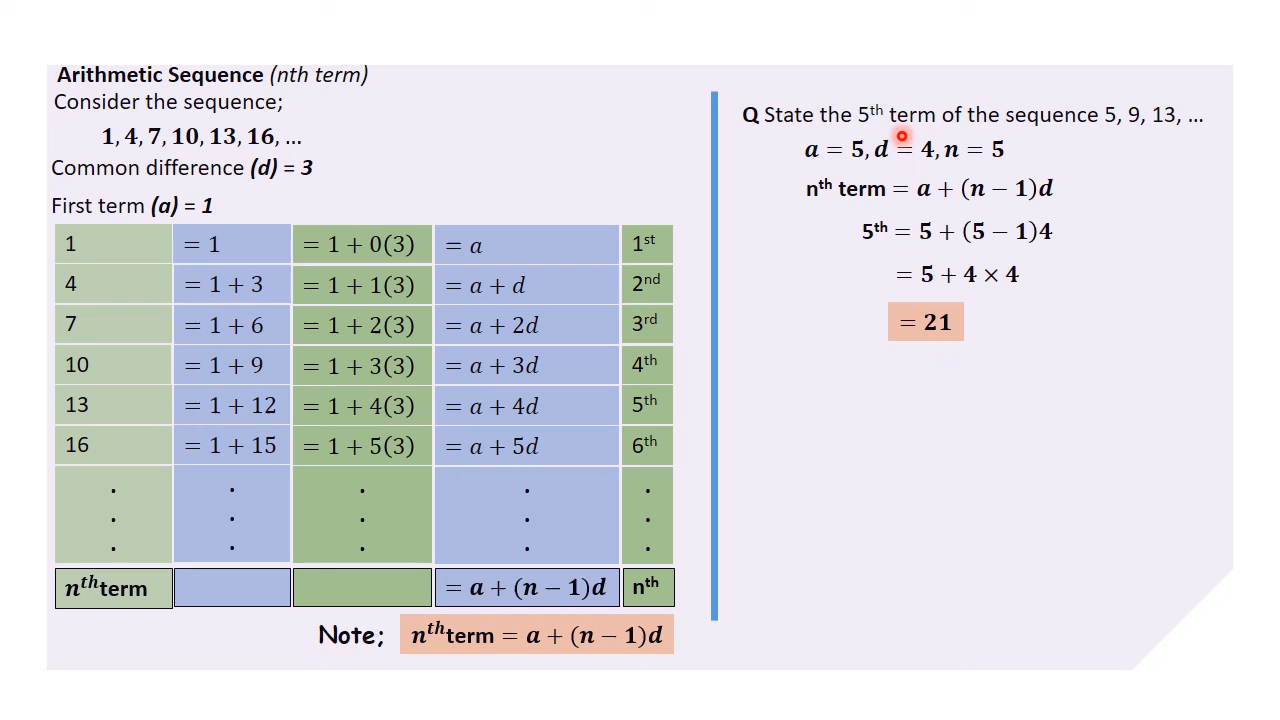 Arithmetic Sequence (nth term)
Consider the sequence;
1, 4, 7, 10, 13, 16, ...
Common difference (d) = 3
First term (a) = 1
1 = 1 = 1 + 0(3) = a 1st
4 = 1 + 3 = 1 + 1(3) = a + d 2nd
7 = 1 + 6 = 1 + 2(3) = a + 2d 3rd
10 = 1 + 9 = 1 + 3(3) = a + 3d 4th
13 = 1 + 12 = 1 + 4(3) = a + 4d 5th
16 = 1 + 15 = 1 + 5(3) = a + 5d 6th
. . . . .
. . . . .
. . . . .
nth term = a + (n − 1)d nth
Note; nth term = a + (n − 1)d
Q State the 5th term of the sequence 5, 9, 13, ...
a = 5, d = 4, n = 5
nth term = a + (n − 1)d
5th = 5 + (5 − 1)4
= 5 + 4 × 4
= 21